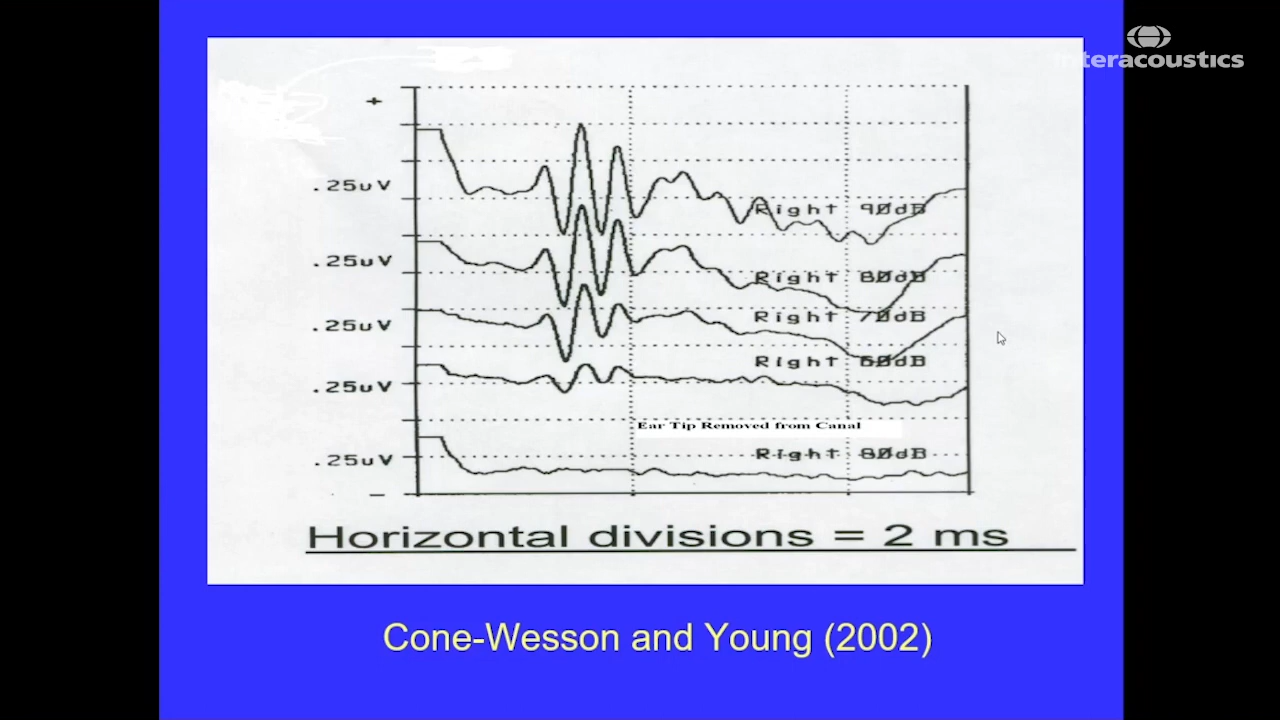 interacoustics
+
.25uV
Right 90dB
.25uV
Right 80dB
Right 70dB
.25uV
Right 60dB
.25uV
Ear Tip Removed from Canal
Right 80dB
.25uV
−
Horizontal divisions = 2 ms
Cone-Wesson and Young (2002)